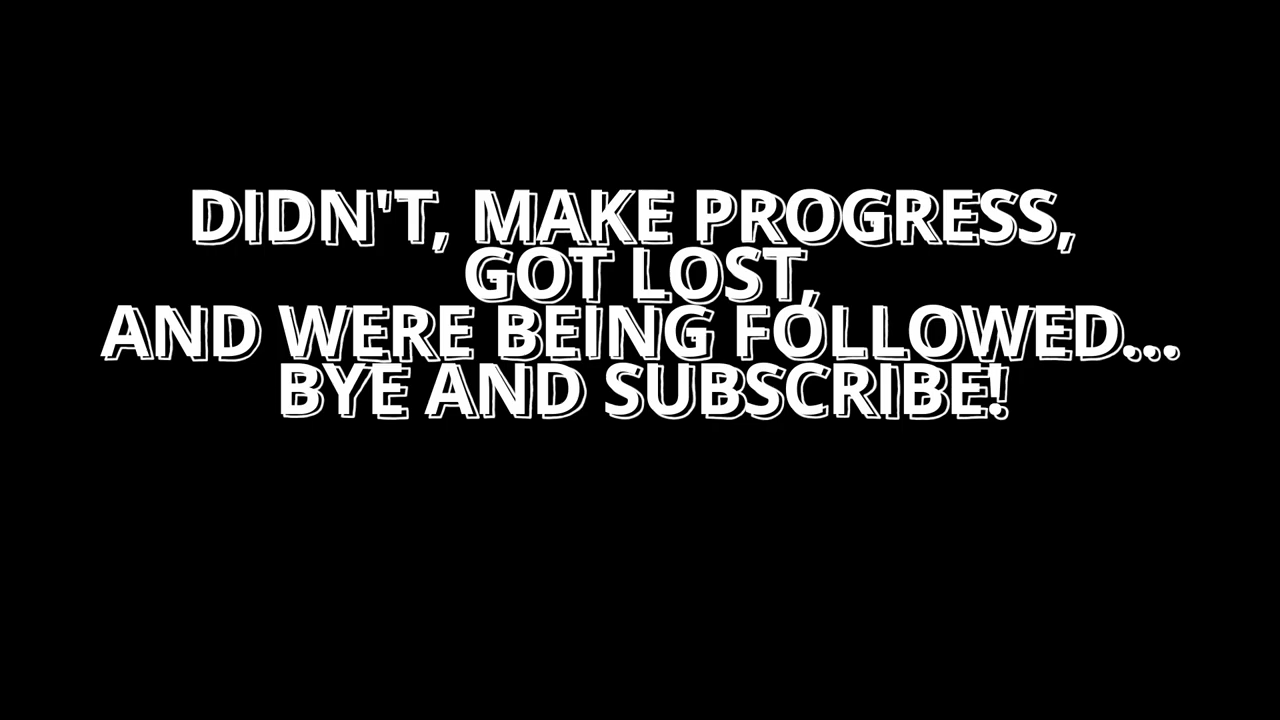 DIDN'T, MAKE PROGRESS,
GOT LOST,
AND WERE BEING FOLLOWED...
BYE AND SUBSCRIBE!